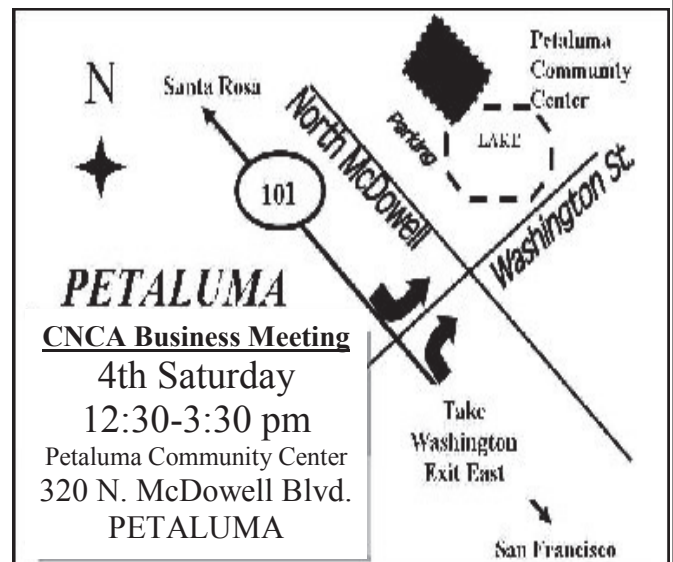 N
Santa Rosa
101
North McDowell
Parking
Petaluma
Community
Center
LAKE
Washington St.
PETALUMA
CNCA Business Meeting
4th Saturday
12:30-3:30 pm
Petaluma Community Center
320 N. McDowell Blvd.
PETALUMA
Take
Washington
Exit East
San Francisco